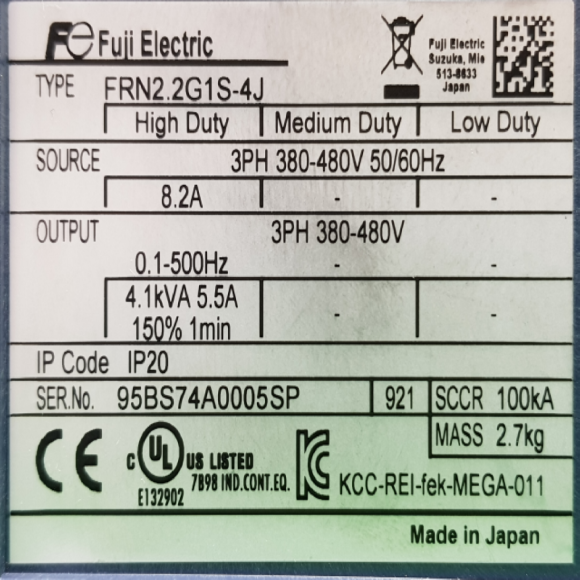 Fe Fuji Electric
Fuji Electric
Suzuka, Mie
513-8633
Japan
TYPE FRN2.2G1S-4J
High Duty Medium Duty Low Duty
SOURCE 3PH 380-480V 50/60Hz
8.2A - -
OUTPUT 3PH 380-480V
0.1-500Hz - -
4.1kVA 5.5A - -
150% 1min
IP Code IP20
SER.No. 95BS74A0005SP 921 SCCR 100kA
MASS 2.7kg
CE c UL US LISTED
7B98 IND.CONT.EQ.
E132902
KCC-REI-fek-MEGA-011
Made in Japan